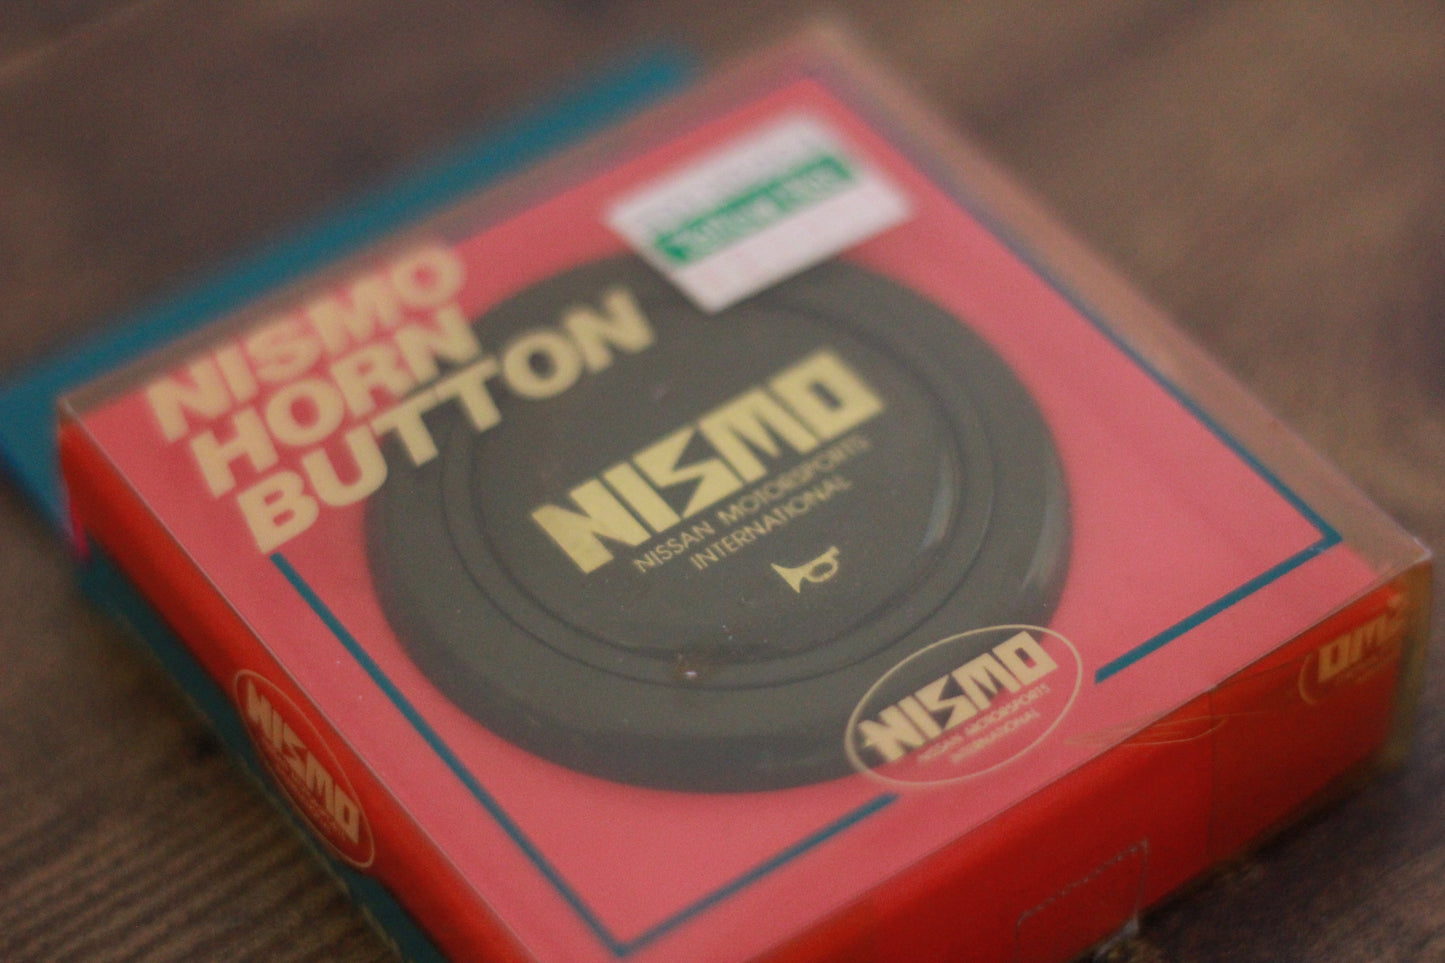 NISMO
HORN
BUTTON
NISMO
NISSAN MOTORSPORTS
INTERNATIONAL
NISMO
NISSAN MOTORSPORTS
INTERNATIONAL
NISMO